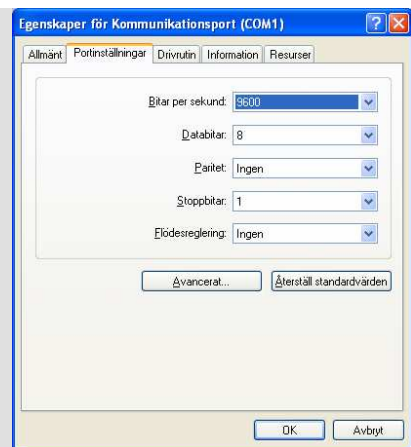 Egenskaper för Kommunikationsport (COM1)
Allmänt Portinställningar Drivrutin Information Resurser
Bitar per sekund: 9600
Databitar: 8
Paritet: Ingen
Stoppbitar: 1
Flödesreglering: Ingen
Avancerat... Återställ standardvärden
OK Avbryt